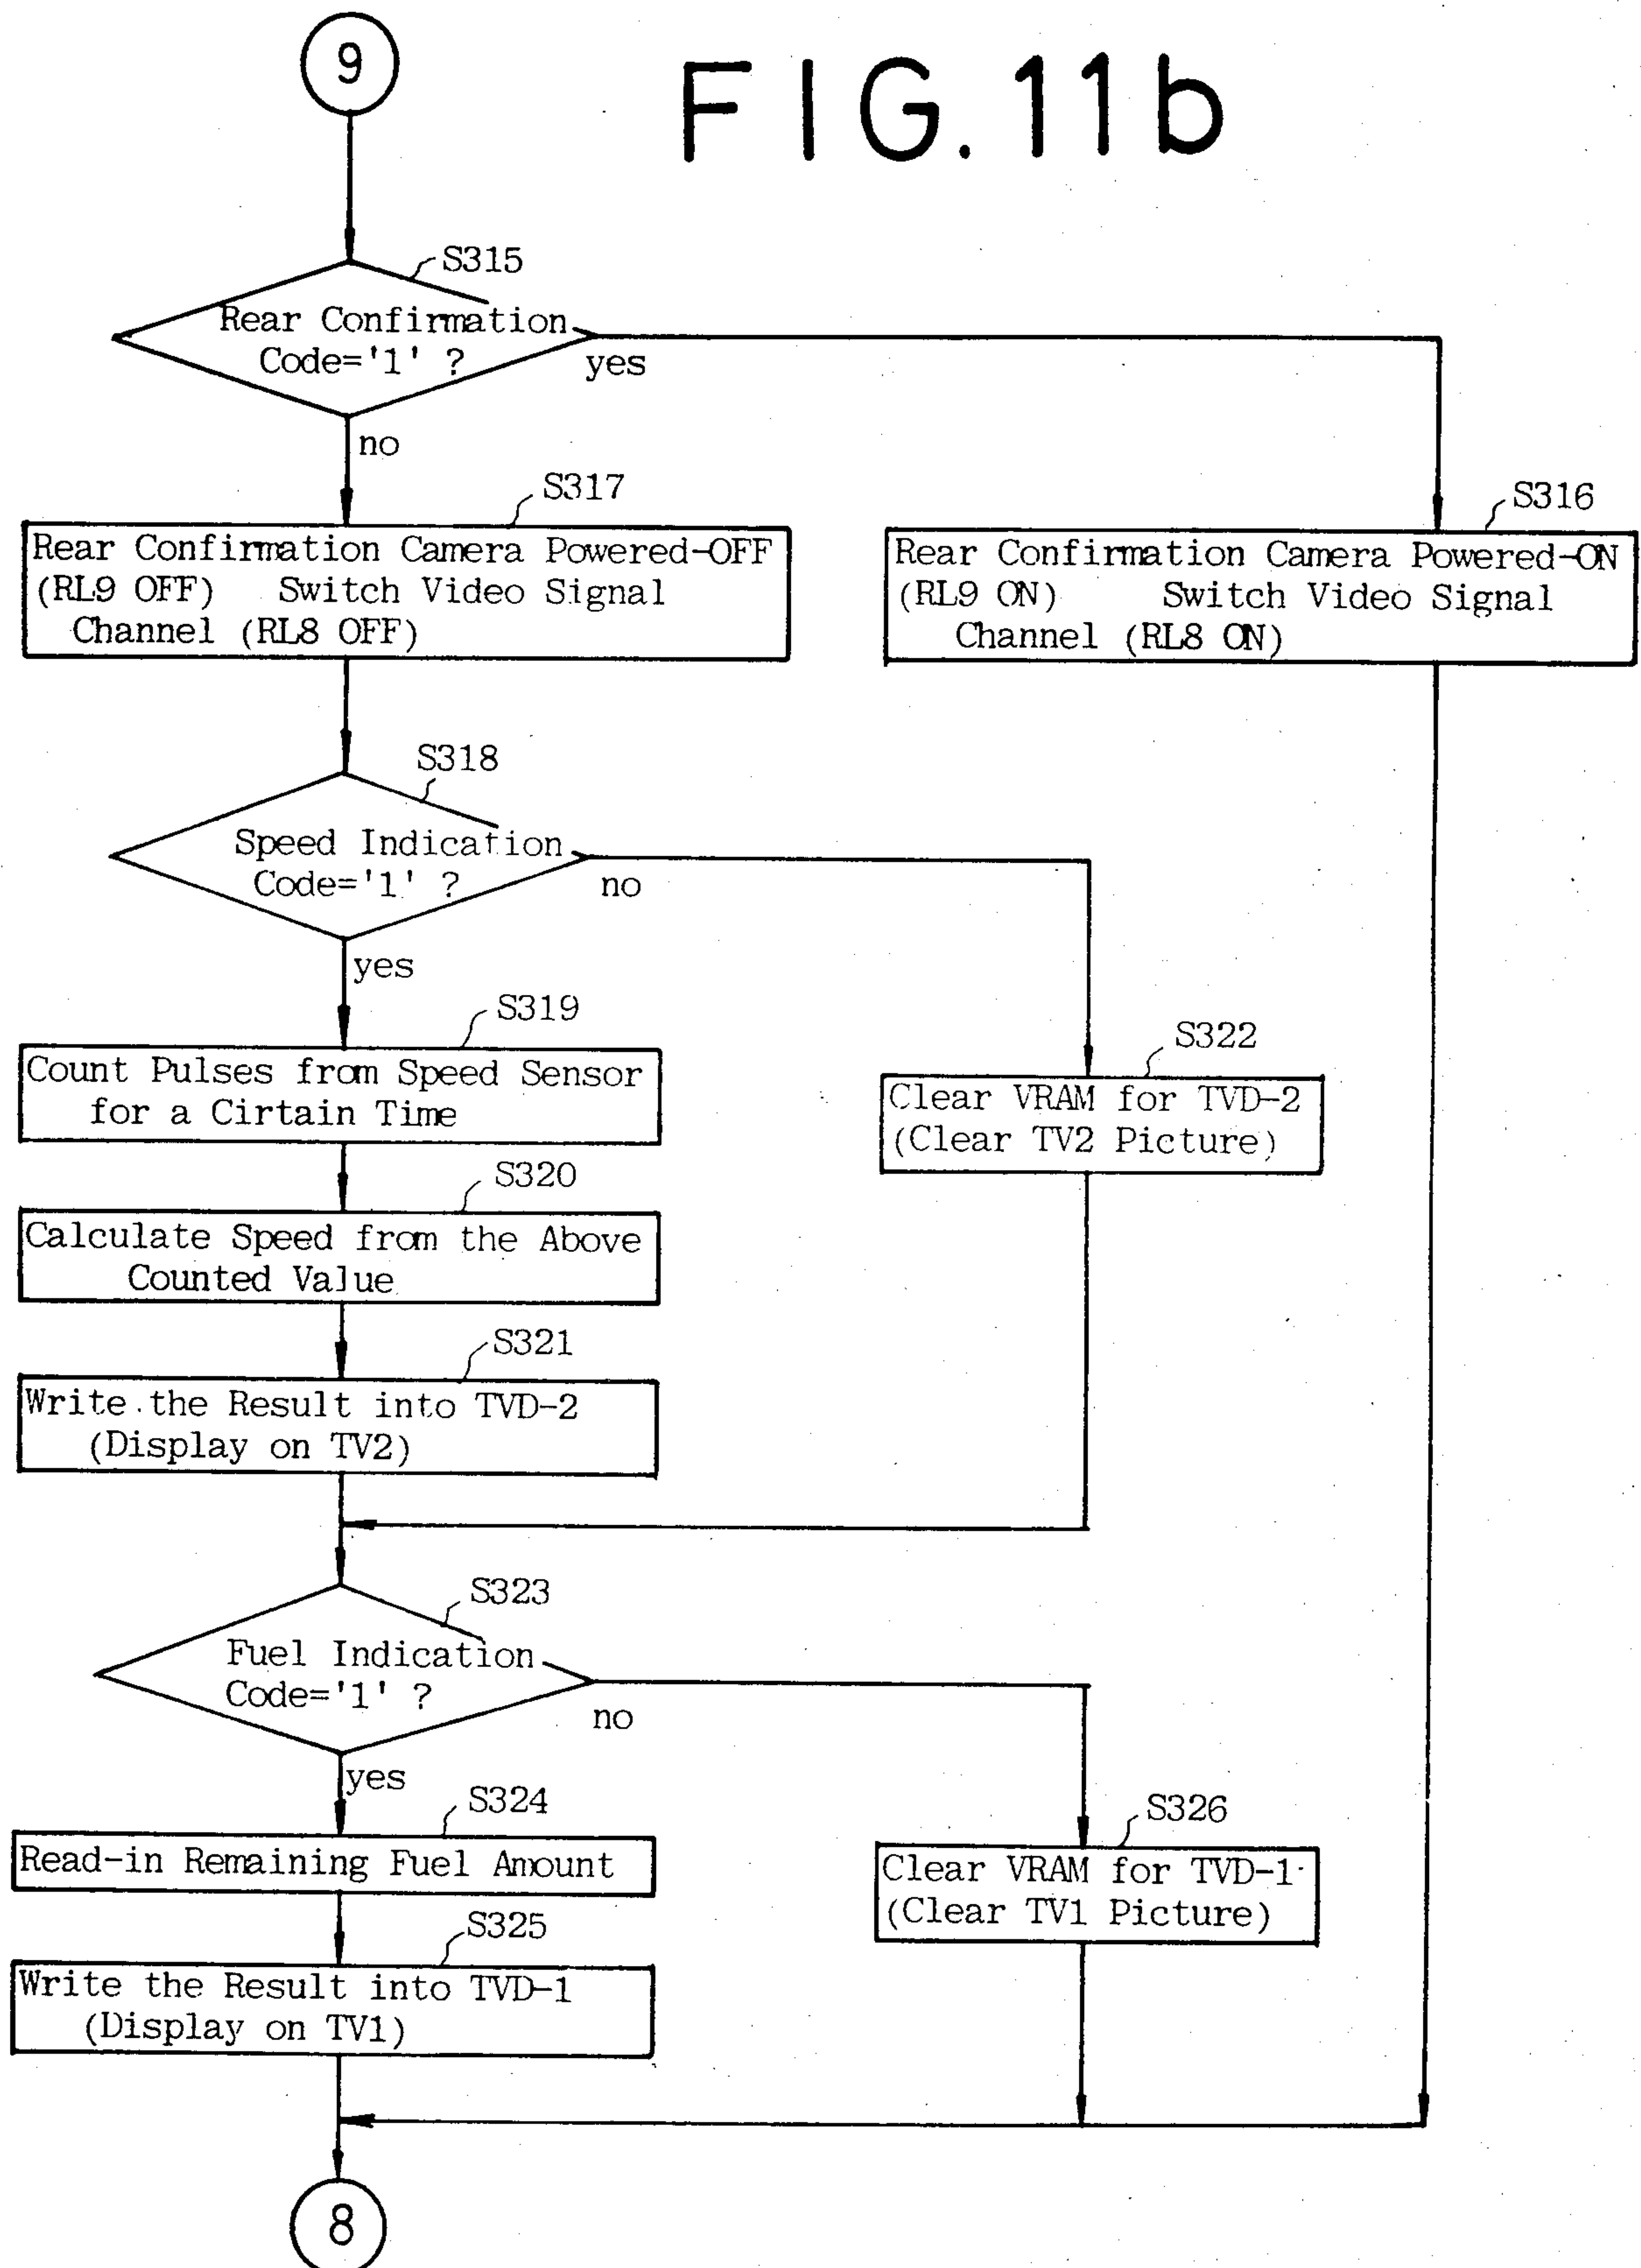 9
FIG.11b
S315
Rear Confirmation
Code='1' ?
yes
no
S317
Rear Confirmation Camera Powered-OFF
(RL9 OFF) Switch Video Signal
Channel (RL8 OFF)
S316
Rear Confirmation Camera Powered-ON
(RL9 ON) Switch Video Signal
Channel (RL8 ON)
S318
Speed Indication
Code='1' ?
no
yes
S319
Count Pulses from Speed Sensor
for a Cirtain Time
S322
Clear VRAM for TVD-2
(Clear TV2 Picture)
S320
Calculate Speed from the Above
Counted Value
S321
Write the Result into TVD-2
(Display on TV2)
S323
Fuel Indication
Code='1' ?
no
yes
S324
Read-in Remaining Fuel Amount
S326
Clear VRAM for TVD-1
(Clear TV1 Picture)
S325
Write the Result into TVD-1
(Display on TV1)
8